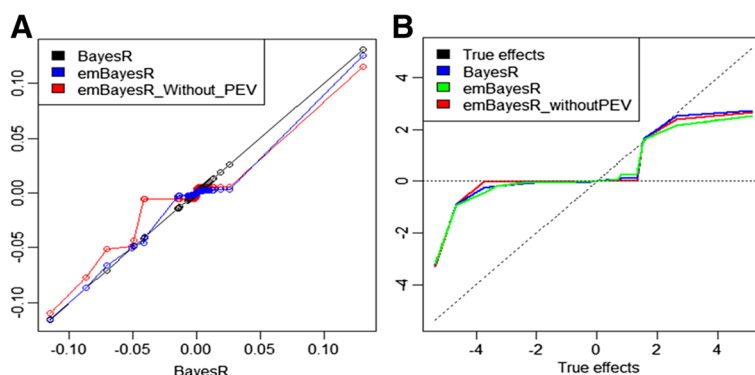 A
BayesR
emBayesR
emBayesR_Without_PEV
0.10
0.05
0.00
-0.05
-0.10
-0.10
-0.05
0.00
0.05
0.10
BayesR
B
True effects
BayesR
emBayesR
emBayesR_withoutPEV
4
2
0
-2
-4
-4
-2
0
2
4
True effects